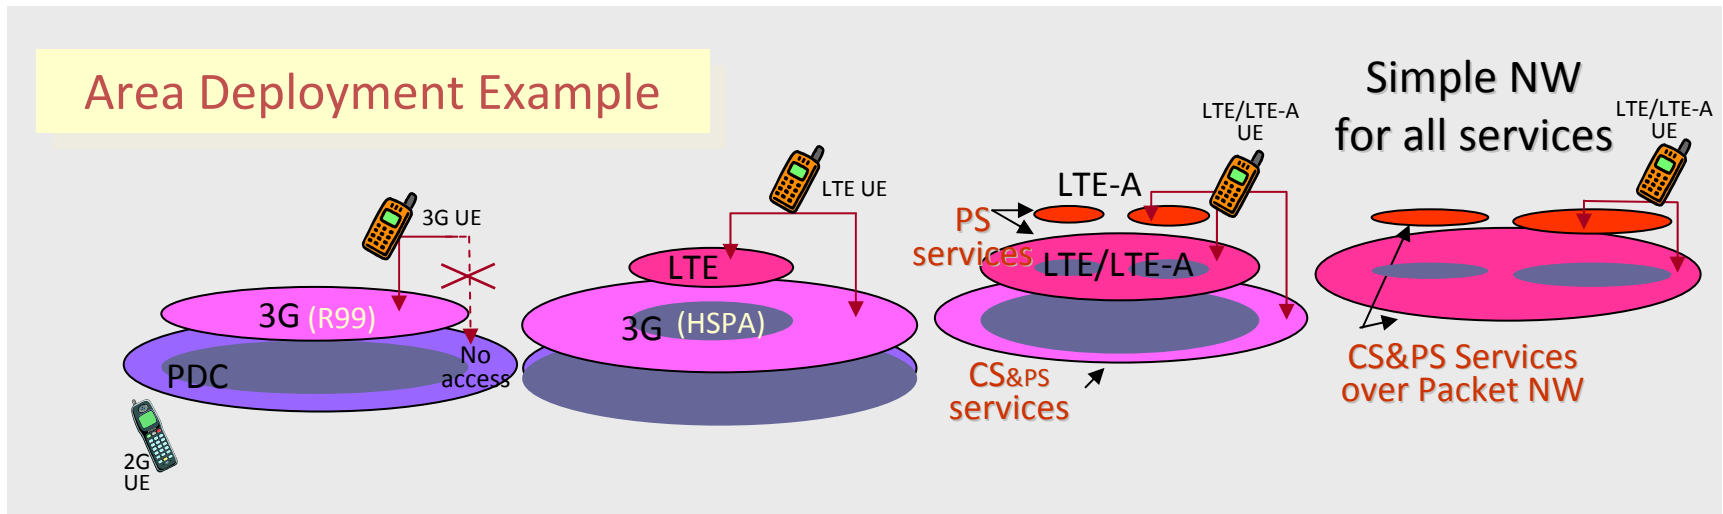 Area Deployment Example
3G UE
3G (R99)
PDC
No
access
2G
UE
LTE UE
LTE
3G (HSPA)
LTE/LTE-A
UE
LTE-A
PS
services
LTE/LTE-A
CS&PS
services
Simple NW
for all services
LTE/LTE-A
UE
CS&PS Services
over Packet NW